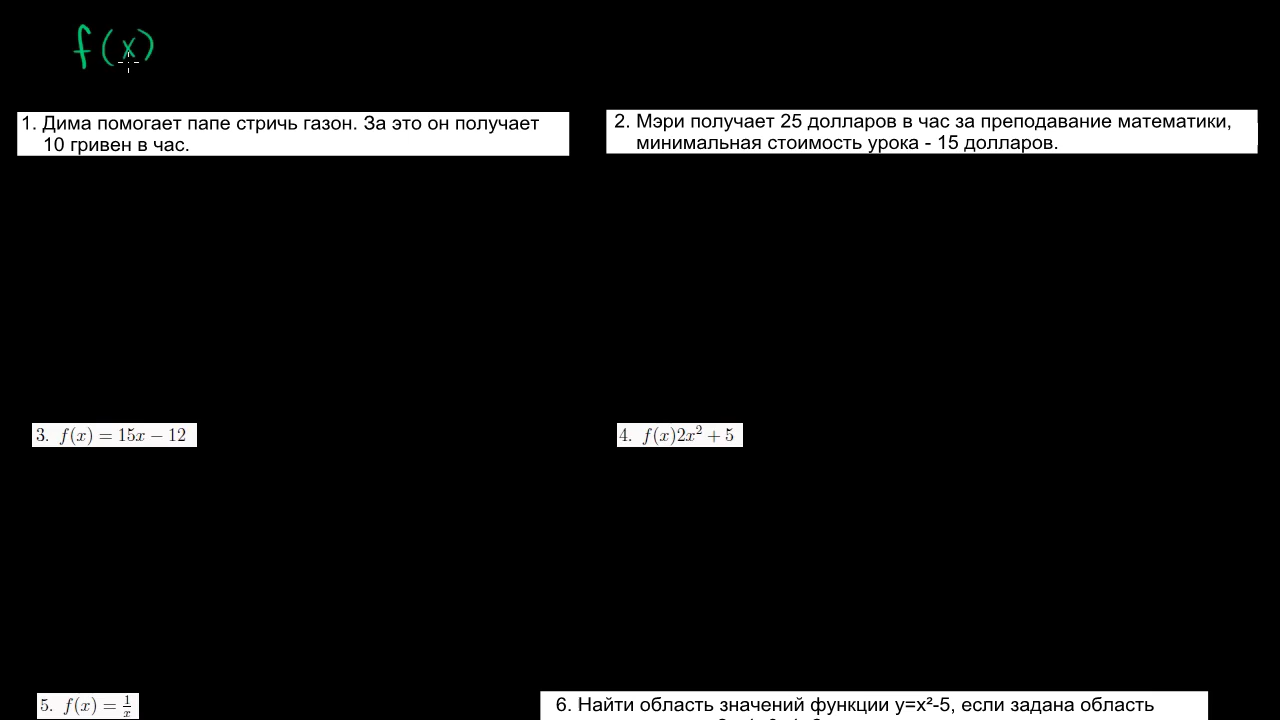 f(x)
1. Дима помогает папе стричь газон. За это он получает
10 гривен в час.
2. Мэри получает 25 долларов в час за преподавание математики,
минимальная стоимость урока - 15 долларов.
3. f(x) = 15x − 12
4. f(x)2x² + 5
5. f(x) = 1/x
6. Найти область значений функции y=x²-5, если задана область